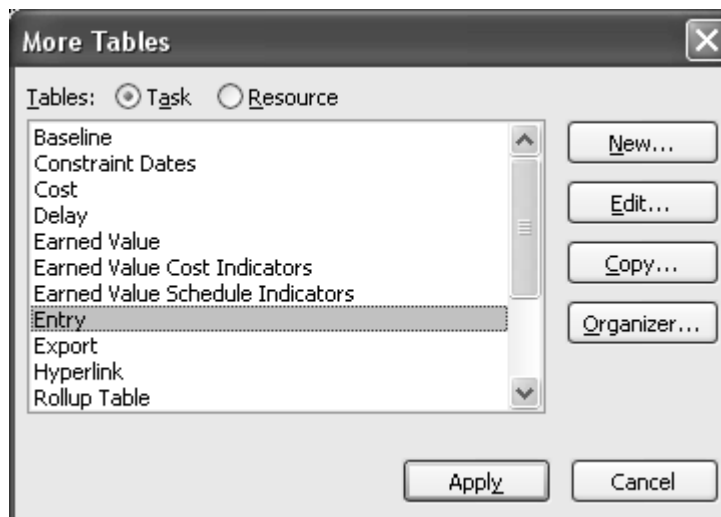 More Tables
Tables: Task Resource
Baseline
Constraint Dates
Cost
Delay
Earned Value
Earned Value Cost Indicators
Earned Value Schedule Indicators
Entry
Export
Hyperlink
Rollup Table
New...
Edit...
Copy...
Organizer...
Apply Cancel